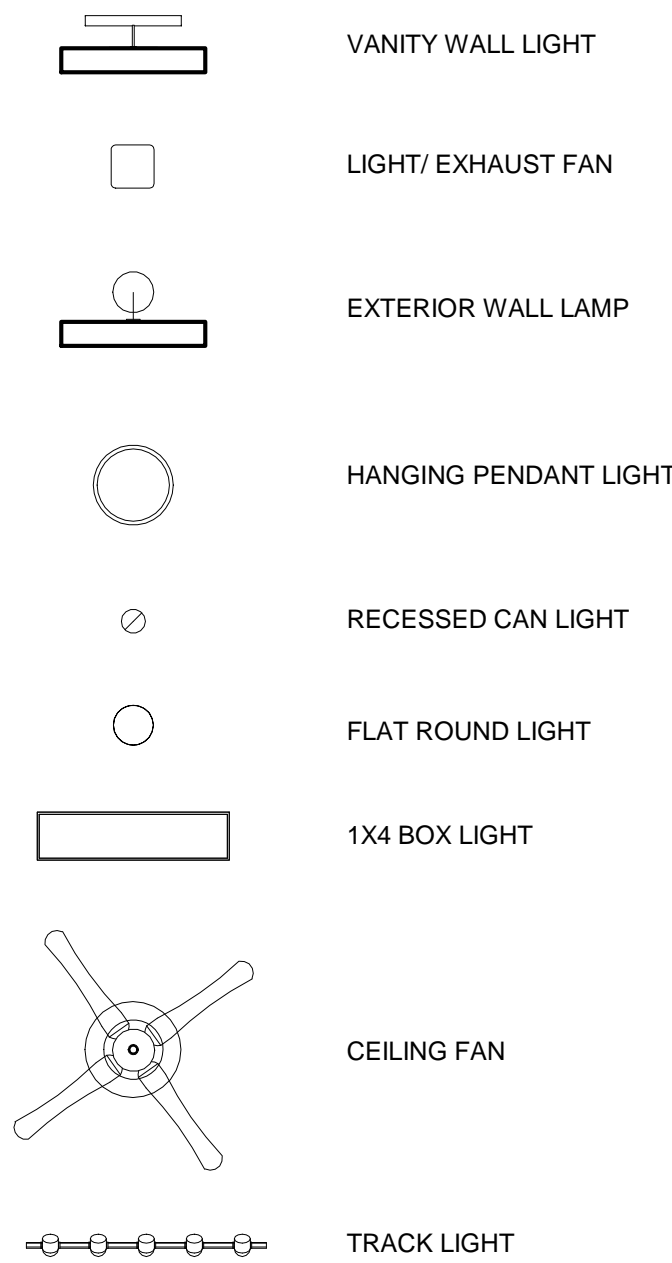 VANITY WALL LIGHT
LIGHT/ EXHAUST FAN
EXTERIOR WALL LAMP
HANGING PENDANT LIGHT
RECESSED CAN LIGHT
FLAT ROUND LIGHT
1X4 BOX LIGHT
CEILING FAN
TRACK LIGHT